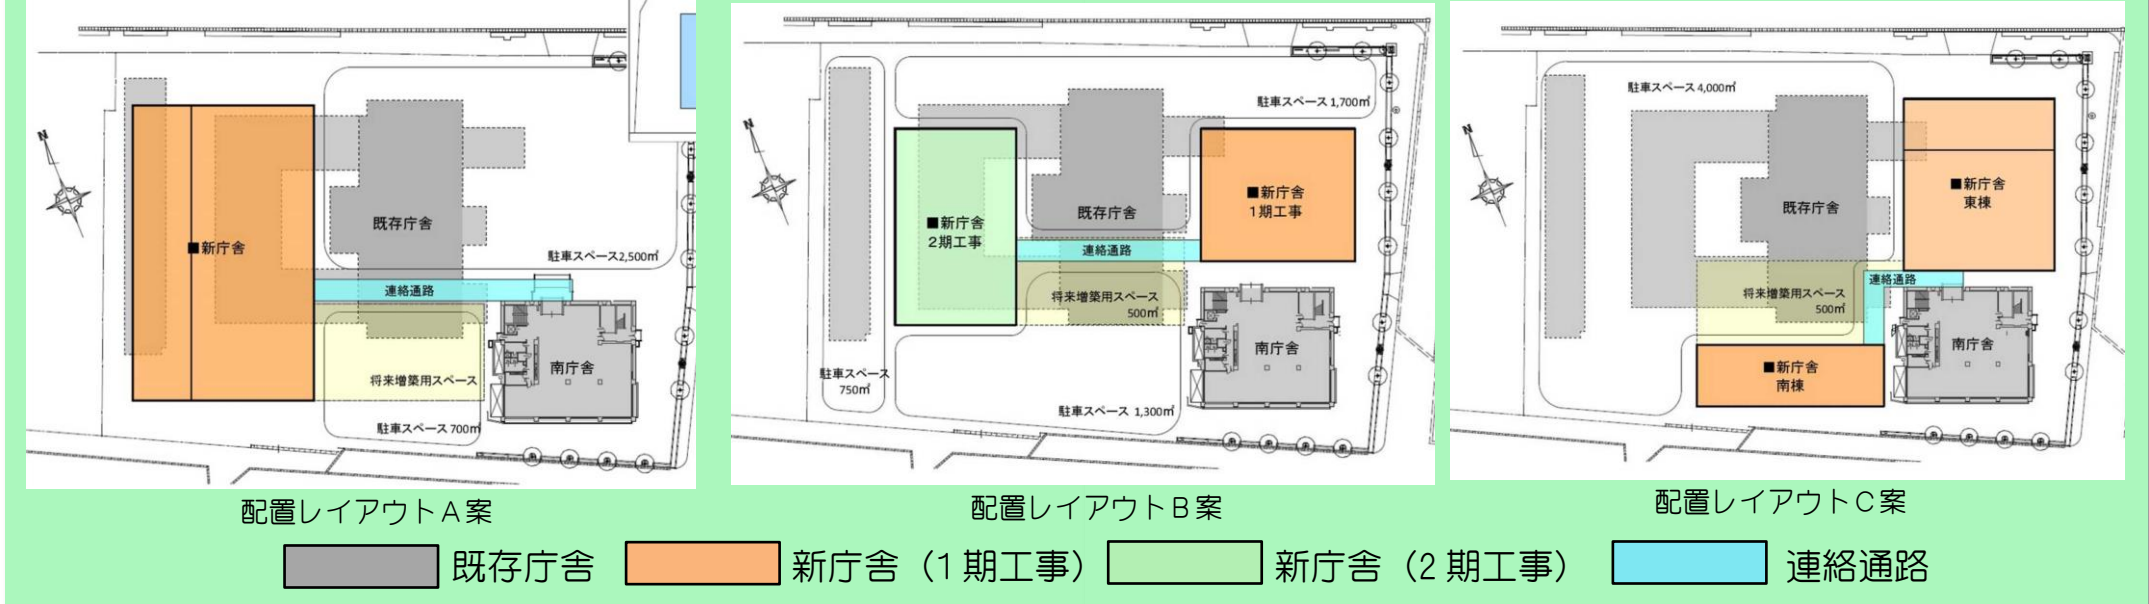 N
既存庁舎
■新庁舎
駐車スペース2,500㎡
連絡通路
南庁舎
将来増築用スペース
駐車スペース 700㎡
配置レイアウトA案
N
駐車スペース 1,700㎡
■新庁舎
1期工事
既存庁舎
■新庁舎
2期工事
連絡通路
将来増築用スペース
500㎡
南庁舎
駐車スペース
750㎡
駐車スペース 1,300㎡
配置レイアウトB案
N
駐車スペース 4,000㎡
■新庁舎
東棟
既存庁舎
連絡通路
将来増築用スペース
500㎡
南庁舎
■新庁舎
南棟
配置レイアウトC案
既存庁舎
新庁舎（1期工事）
新庁舎（2期工事）
連絡通路